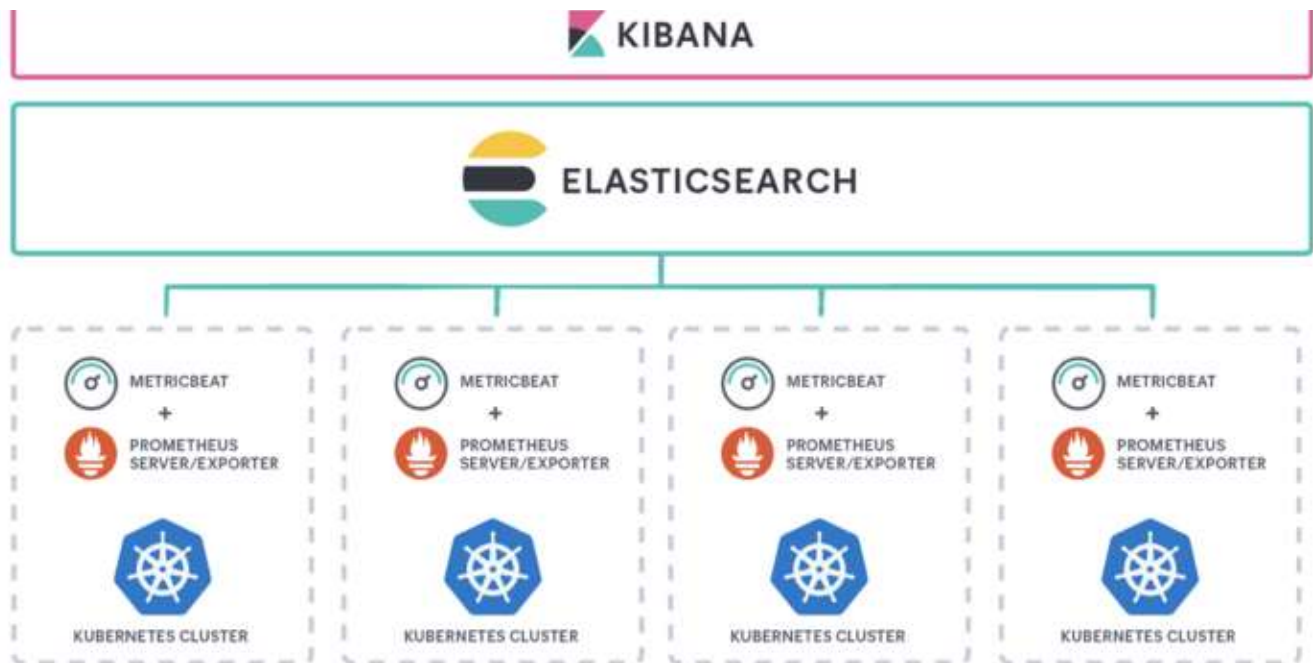 KIBANA
ELASTICSEARCH
METRICBEAT
+
PROMETHEUS
SERVER/EXPORTER
KUBERNETES CLUSTER
METRICBEAT
+
PROMETHEUS
SERVER/EXPORTER
KUBERNETES CLUSTER
METRICBEAT
+
PROMETHEUS
SERVER/EXPORTER
KUBERNETES CLUSTER
METRICBEAT
+
PROMETHEUS
SERVER/EXPORTER
KUBERNETES CLUSTER